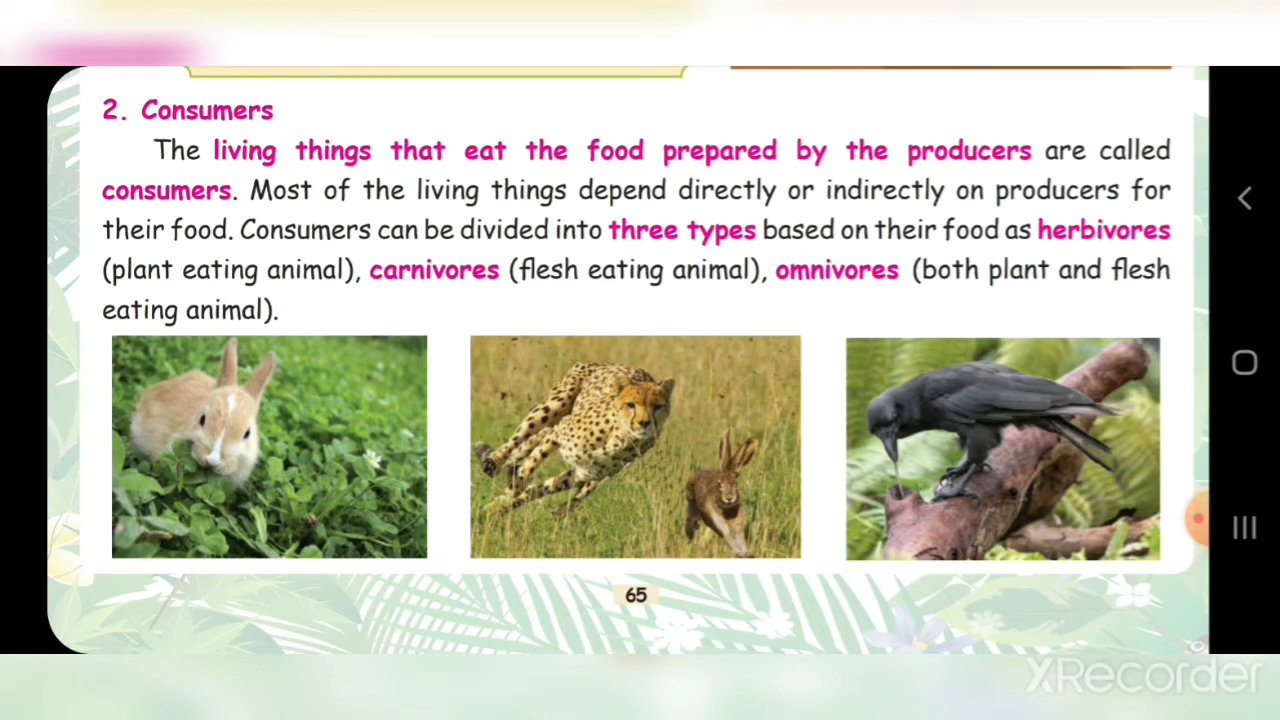 2. Consumers
The living things that eat the food prepared by the producers are called
consumers. Most of the living things depend directly or indirectly on producers for
their food. Consumers can be divided into three types based on their food as herbivores
(plant eating animal), carnivores (flesh eating animal), omnivores (both plant and flesh
eating animal).
65
XRecorder